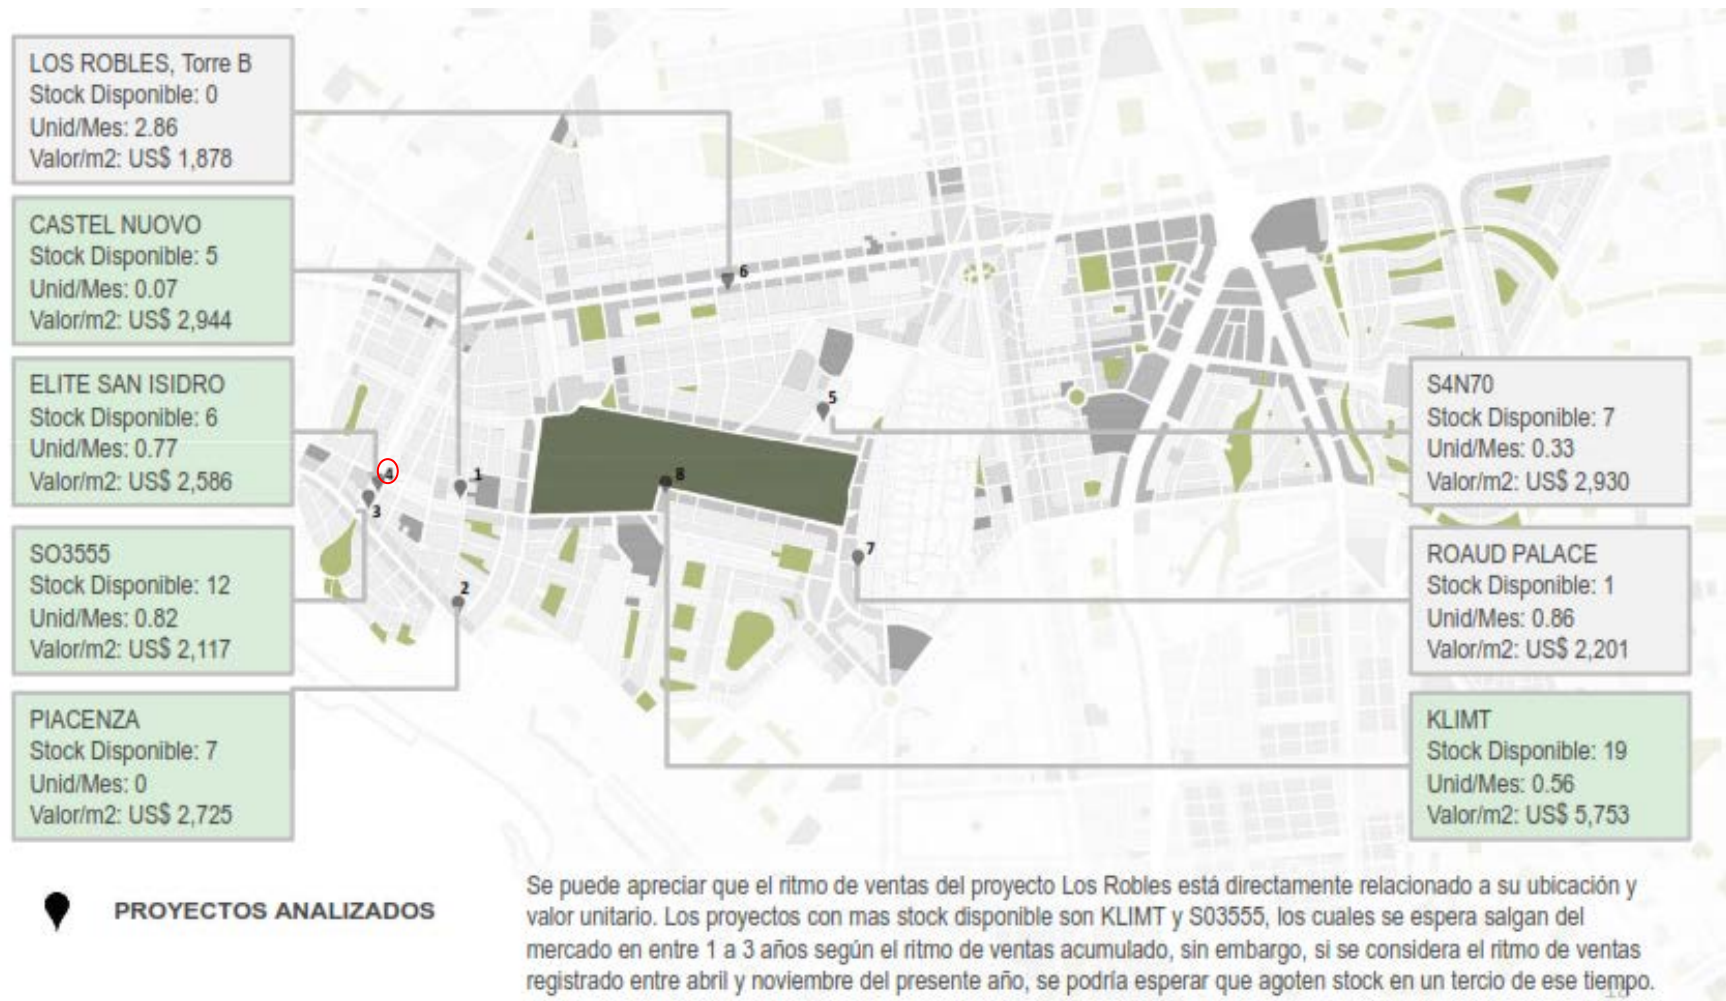 LOS ROBLES, Torre B
Stock Disponible: 0
Unid/Mes: 2.86
Valor/m2: US$ 1,878
CASTEL NUOVO
Stock Disponible: 5
Unid/Mes: 0.07
Valor/m2: US$ 2,944
ELITE SAN ISIDRO
Stock Disponible: 6
Unid/Mes: 0.77
Valor/m2: US$ 2,586
SO3555
Stock Disponible: 12
Unid/Mes: 0.82
Valor/m2: US$ 2,117
PIACENZA
Stock Disponible: 7
Unid/Mes: 0
Valor/m2: US$ 2,725
6
5
4
1
8
3
7
2
S4N70
Stock Disponible: 7
Unid/Mes: 0.33
Valor/m2: US$ 2,930
ROAUD PALACE
Stock Disponible: 1
Unid/Mes: 0.86
Valor/m2: US$ 2,201
KLIMT
Stock Disponible: 19
Unid/Mes: 0.56
Valor/m2: US$ 5,753
PROYECTOS ANALIZADOS
Se puede apreciar que el ritmo de ventas del proyecto Los Robles está directamente relacionado a su ubicación y
valor unitario. Los proyectos con mas stock disponible son KLIMT y S03555, los cuales se espera salgan del
mercado en entre 1 a 3 años según el ritmo de ventas acumulado, sin embargo, si se considera el ritmo de ventas
registrado entre abril y noviembre del presente año, se podría esperar que agoten stock en un tercio de ese tiempo.